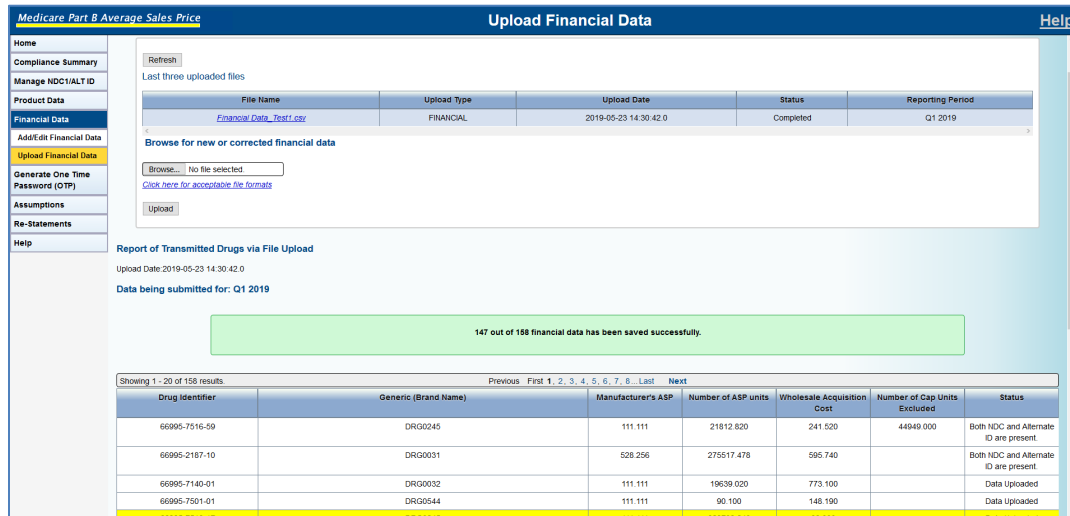 Medicare Part B Average Sales Price
Upload Financial Data
Help
Home
Compliance Summary
Manage NDC1/ALT ID
Product Data
Financial Data
Add/Edit Financial Data
Upload Financial Data
Generate One Time
Password (OTP)
Assumptions
Re-Statements
Help
Refresh
Last three uploaded files
File Name Upload Type Upload Date Status Reporting Period
Financial Data_Test1.csv FINANCIAL 2019-05-23 14:30:42.0 Completed Q1 2019
Browse for new or corrected financial data
Browse... No file selected.
Click here for acceptable file formats
Upload
Report of Transmitted Drugs via File Upload
Upload Date:2019-05-23 14:30:42.0
Data being submitted for: Q1 2019
147 out of 158 financial data has been saved successfully.
Showing 1 - 20 of 158 results. Previous First 1, 2, 3, 4, 5, 6, 7, 8...Last Next
Drug Identifier Generic (Brand Name) Manufacturer's ASP Number of ASP units Wholesale Acquisition Cost Number of Cap Units Excluded Status
66995-7516-59 DRG0245 111.111 21812.820 241.520 44949.000 Both NDC and Alternate ID are present.
66995-2187-10 DRG0031 528.256 275517.478 595.740 Both NDC and Alternate ID are present.
66995-7140-01 DRG0032 111.111 19639.020 773.100 Data Uploaded
66995-7501-01 DRG0544 111.111 90.100 148.190 Data Uploaded